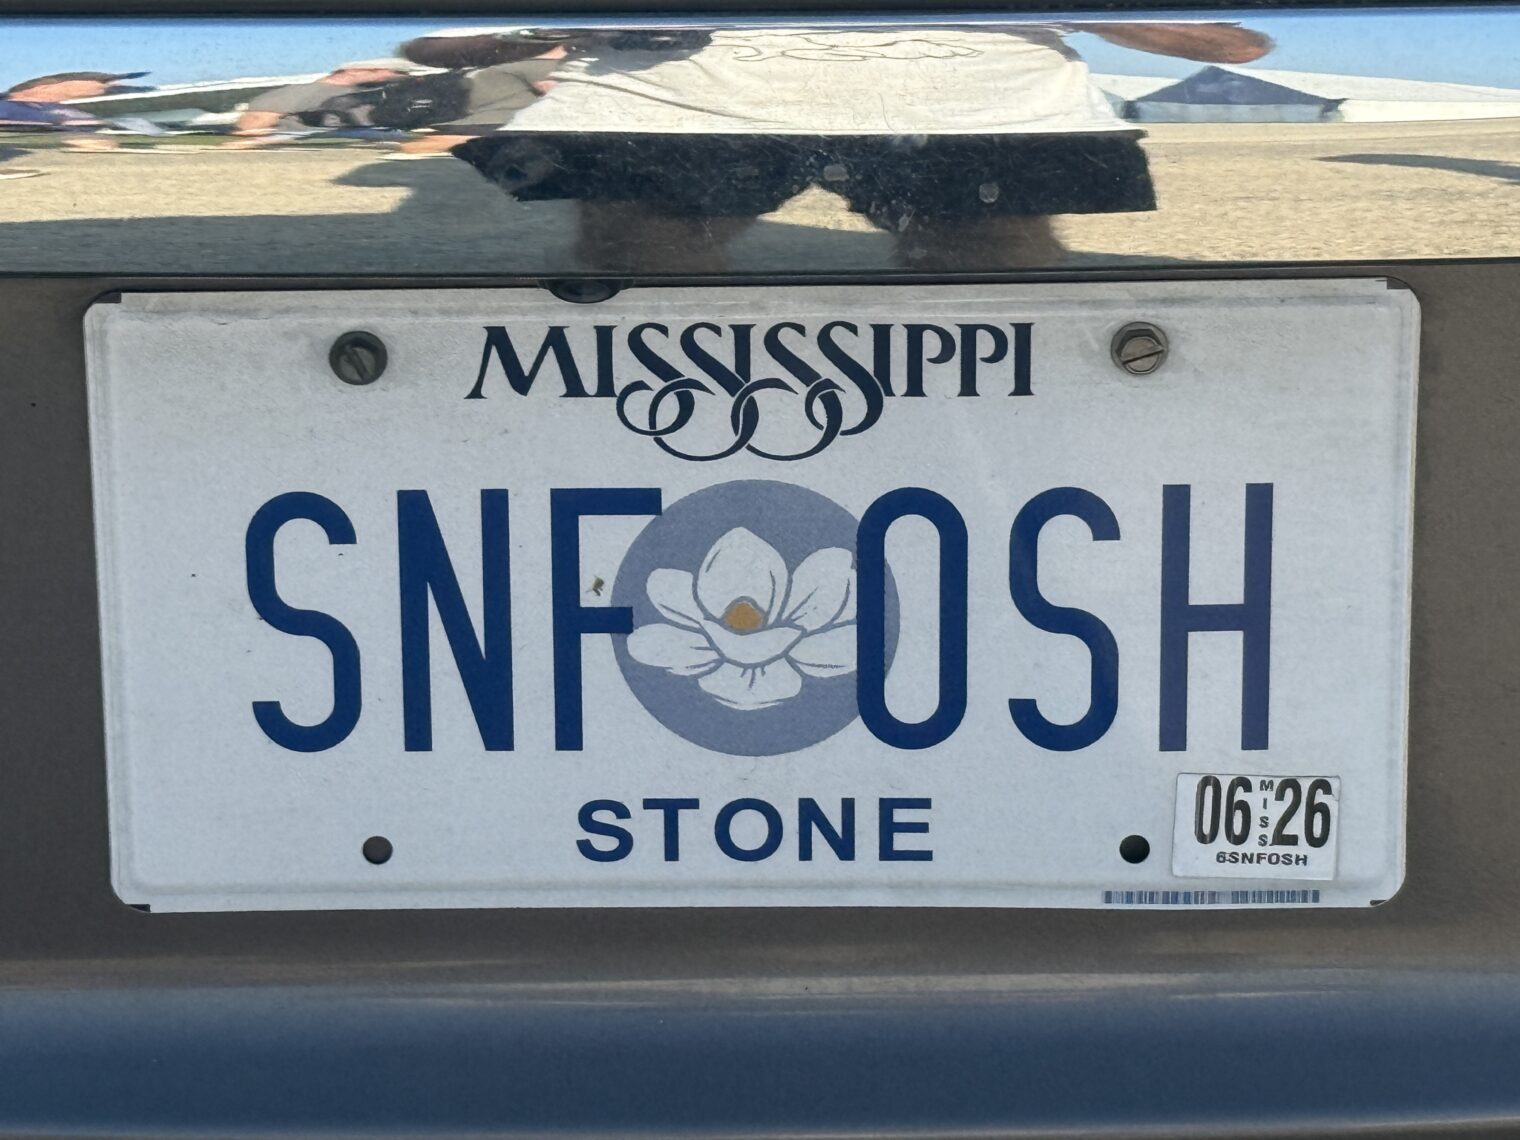 MISSISSIPPI
SNF OSH
STONE
06 MISS 26
6SNFOSH